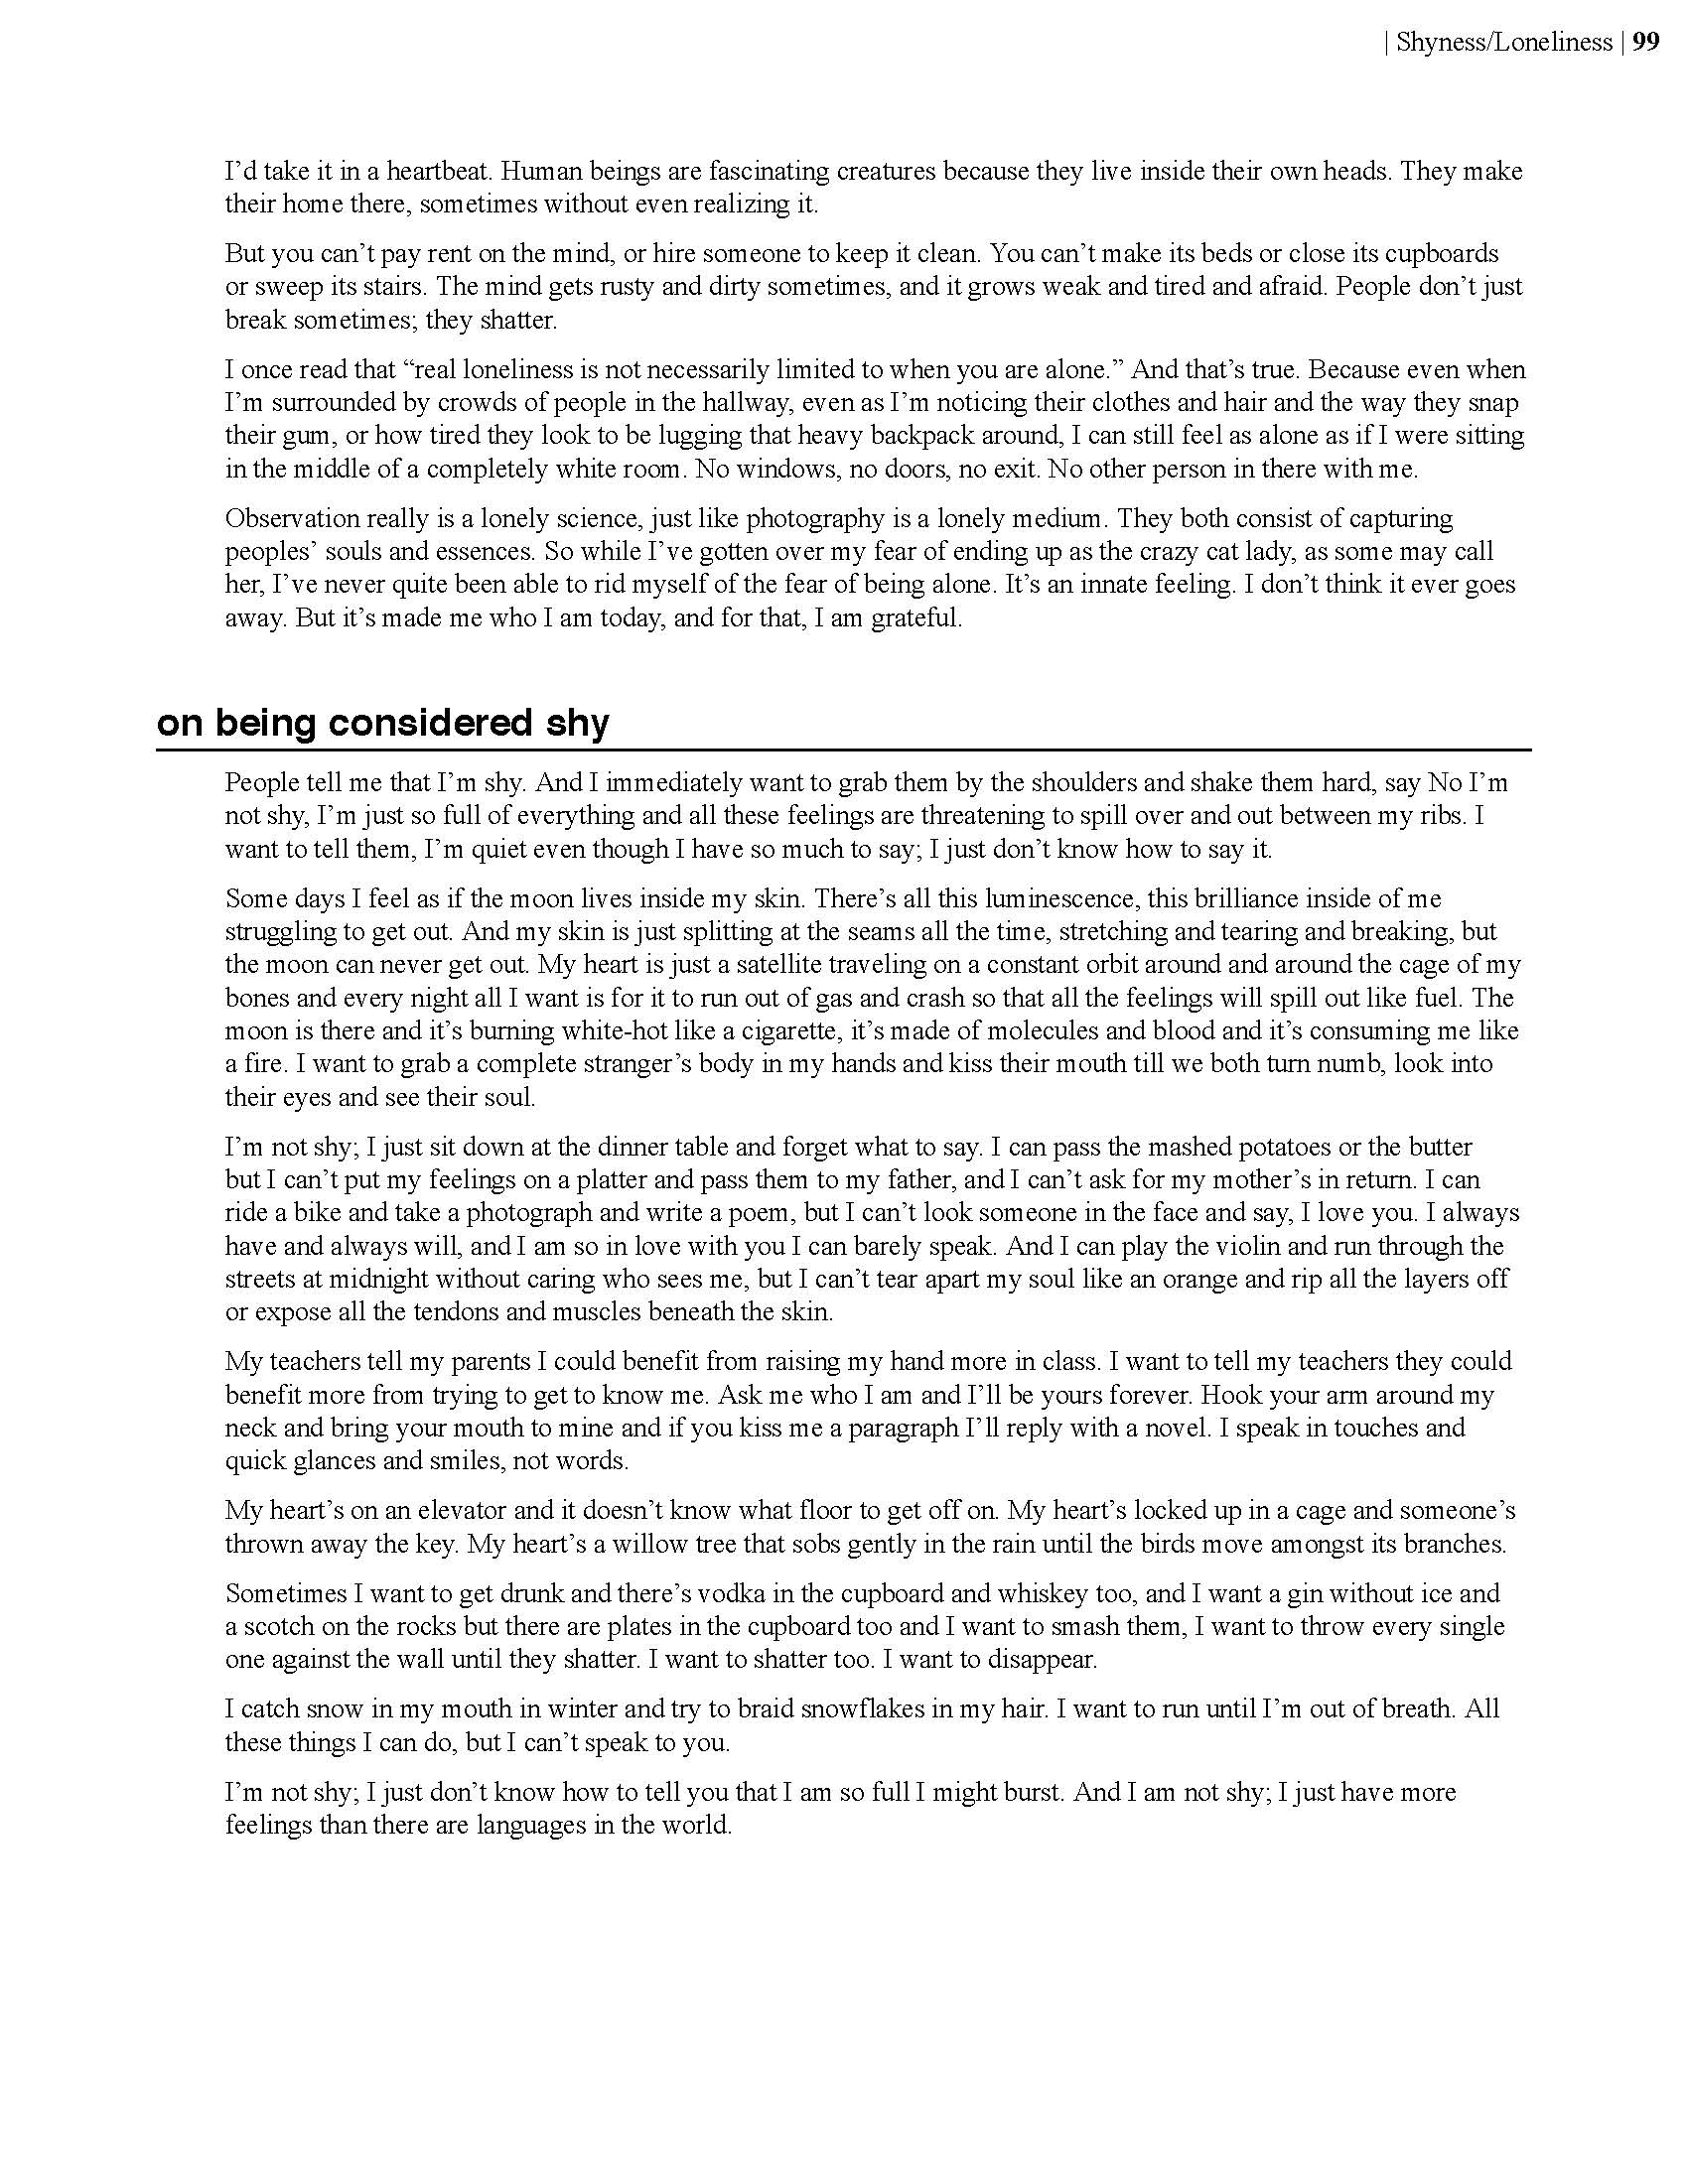 | Shyness/Loneliness | 99
I’d take it in a heartbeat. Human beings are fascinating creatures because they live inside their own heads. They make
their home there, sometimes without even realizing it.
But you can’t pay rent on the mind, or hire someone to keep it clean. You can’t make its beds or close its cupboards
or sweep its stairs. The mind gets rusty and dirty sometimes, and it grows weak and tired and afraid. People don’t just
break sometimes; they shatter.
I once read that “real loneliness is not necessarily limited to when you are alone.” And that’s true. Because even when
I’m surrounded by crowds of people in the hallway, even as I’m noticing their clothes and hair and the way they snap
their gum, or how tired they look to be lugging that heavy backpack around, I can still feel as alone as if I were sitting
in the middle of a completely white room. No windows, no doors, no exit. No other person in there with me.
Observation really is a lonely science, just like photography is a lonely medium. They both consist of capturing
peoples’ souls and essences. So while I’ve gotten over my fear of ending up as the crazy cat lady, as some may call
her, I’ve never quite been able to rid myself of the fear of being alone. It’s an innate feeling. I don’t think it ever goes
away. But it’s made me who I am today, and for that, I am grateful.
on being considered shy
People tell me that I’m shy. And I immediately want to grab them by the shoulders and shake them hard, say No I’m
not shy, I’m just so full of everything and all these feelings are threatening to spill over and out between my ribs. I
want to tell them, I’m quiet even though I have so much to say; I just don’t know how to say it.
Some days I feel as if the moon lives inside my skin. There’s all this luminescence, this brilliance inside of me
struggling to get out. And my skin is just splitting at the seams all the time, stretching and tearing and breaking, but
the moon can never get out. My heart is just a satellite traveling on a constant orbit around and around the cage of my
bones and every night all I want is for it to run out of gas and crash so that all the feelings will spill out like fuel. The
moon is there and it’s burning white-hot like a cigarette, it’s made of molecules and blood and it’s consuming me like
a fire. I want to grab a complete stranger’s body in my hands and kiss their mouth till we both turn numb, look into
their eyes and see their soul.
I’m not shy; I just sit down at the dinner table and forget what to say. I can pass the mashed potatoes or the butter
but I can’t put my feelings on a platter and pass them to my father, and I can’t ask for my mother’s in return. I can
ride a bike and take a photograph and write a poem, but I can’t look someone in the face and say, I love you. I always
have and always will, and I am so in love with you I can barely speak. And I can play the violin and run through the
streets at midnight without caring who sees me, but I can’t tear apart my soul like an orange and rip all the layers off
or expose all the tendons and muscles beneath the skin.
My teachers tell my parents I could benefit from raising my hand more in class. I want to tell my teachers they could
benefit more from trying to get to know me. Ask me who I am and I’ll be yours forever. Hook your arm around my
neck and bring your mouth to mine and if you kiss me a paragraph I’ll reply with a novel. I speak in touches and
quick glances and smiles, not words.
My heart’s on an elevator and it doesn’t know what floor to get off on. My heart’s locked up in a cage and someone’s
thrown away the key. My heart’s a willow tree that sobs gently in the rain until the birds move amongst its branches.
Sometimes I want to get drunk and there’s vodka in the cupboard and whiskey too, and I want a gin without ice and
a scotch on the rocks but there are plates in the cupboard too and I want to smash them, I want to throw every single
one against the wall until they shatter. I want to shatter too. I want to disappear.
I catch snow in my mouth in winter and try to braid snowflakes in my hair. I want to run until I’m out of breath. All
these things I can do, but I can’t speak to you.
I’m not shy; I just don’t know how to tell you that I am so full I might burst. And I am not shy; I just have more
feelings than there are languages in the world.